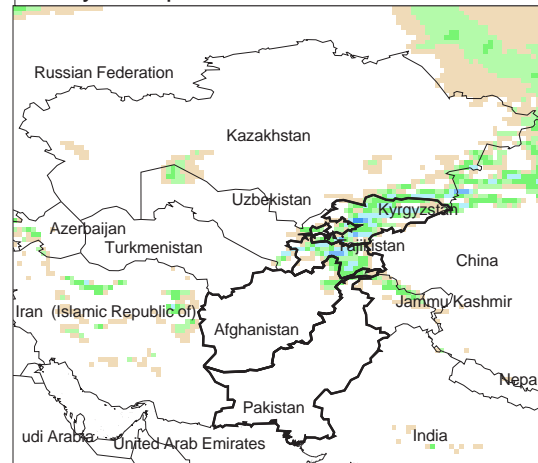 Russian Federation
Kazakhstan
Uzbekistan
Kyrgyzstan
Azerbaijan
Turkmenistan
Tajikistan
China
Iran (Islamic Republic of)
Jammu Kashmir
Afghanistan
Nepa
Pakistan
udi Arabia
United Arab Emirates
India